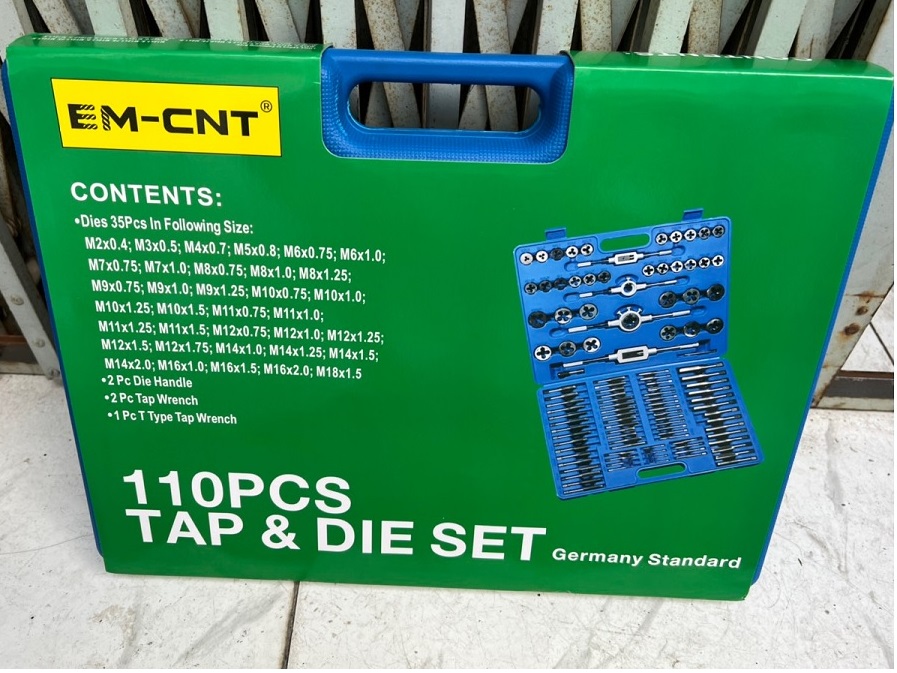 EM-CNT®
CONTENTS:
•Dies 35Pcs In Following Size:
M2x0.4; M3x0.5; M4x0.7; M5x0.8; M6x0.75; M6x1.0;
M7x0.75; M7x1.0; M8x0.75; M8x1.0; M8x1.25;
M9x0.75; M9x1.0; M9x1.25; M10x0.75; M10x1.0;
M10x1.25; M10x1.5; M11x0.75; M11x1.0;
M11x1.25; M11x1.5; M12x0.75; M12x1.0; M12x1.25;
M12x1.5; M12x1.75; M14x1.0; M14x1.25; M14x1.5;
M14x2.0; M16x1.0; M16x1.5; M16x2.0; M18x1.5
•2 Pc Die Handle
•2 Pc Tap Wrench
•1 Pc T Type Tap Wrench
110PCS
TAP & DIE SET
Germany Standard